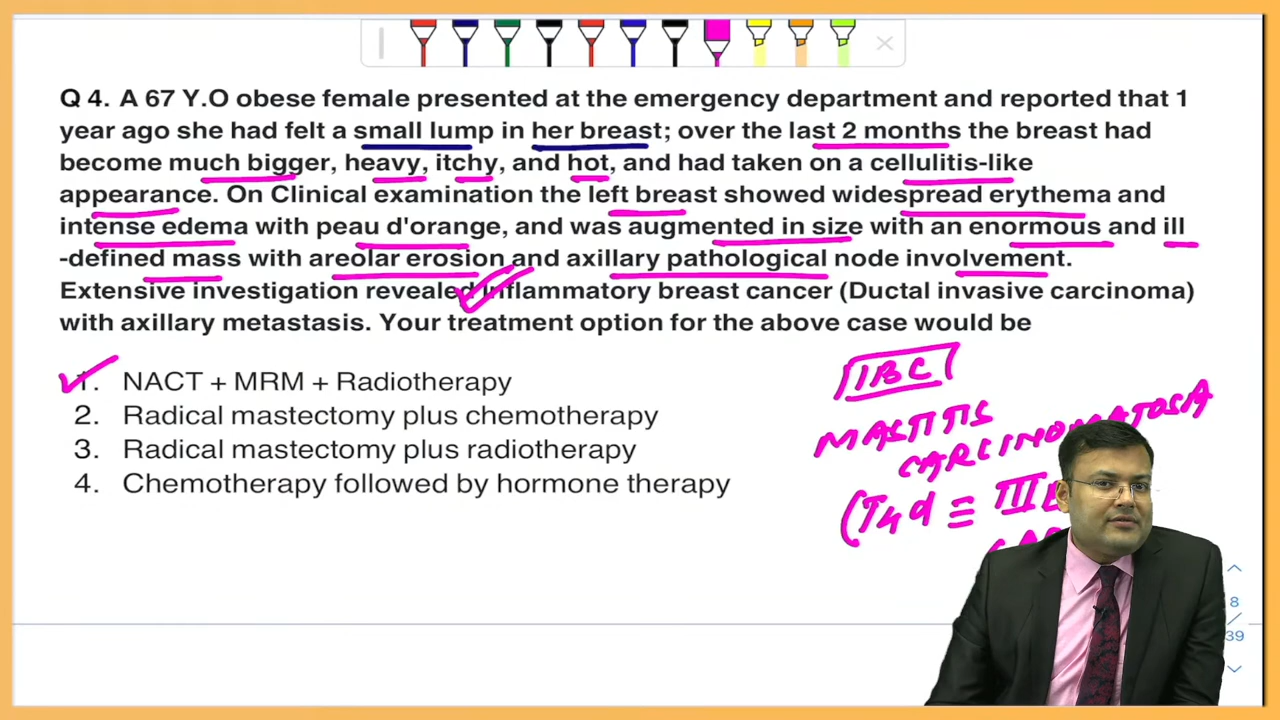 Q 4. A 67 Y.O obese female presented at the emergency department and reported that 1
year ago she had felt a small lump in her breast; over the last 2 months the breast had
become much bigger, heavy, itchy, and hot, and had taken on a cellulitis-like
appearance. On Clinical examination the left breast showed widespread erythema and
intense edema with peau d'orange, and was augmented in size with an enormous and ill
-defined mass with areolar erosion and axillary pathological node involvement.
Extensive investigation revealed inflammatory breast cancer (Ductal invasive carcinoma)
with axillary metastasis. Your treatment option for the above case would be
1. NACT + MRM + Radiotherapy
2. Radical mastectomy plus chemotherapy
3. Radical mastectomy plus radiotherapy
4. Chemotherapy followed by hormone therapy
IBC
MASTITIS
CARCINOMATOSA
(T4d ≡ III
8
39